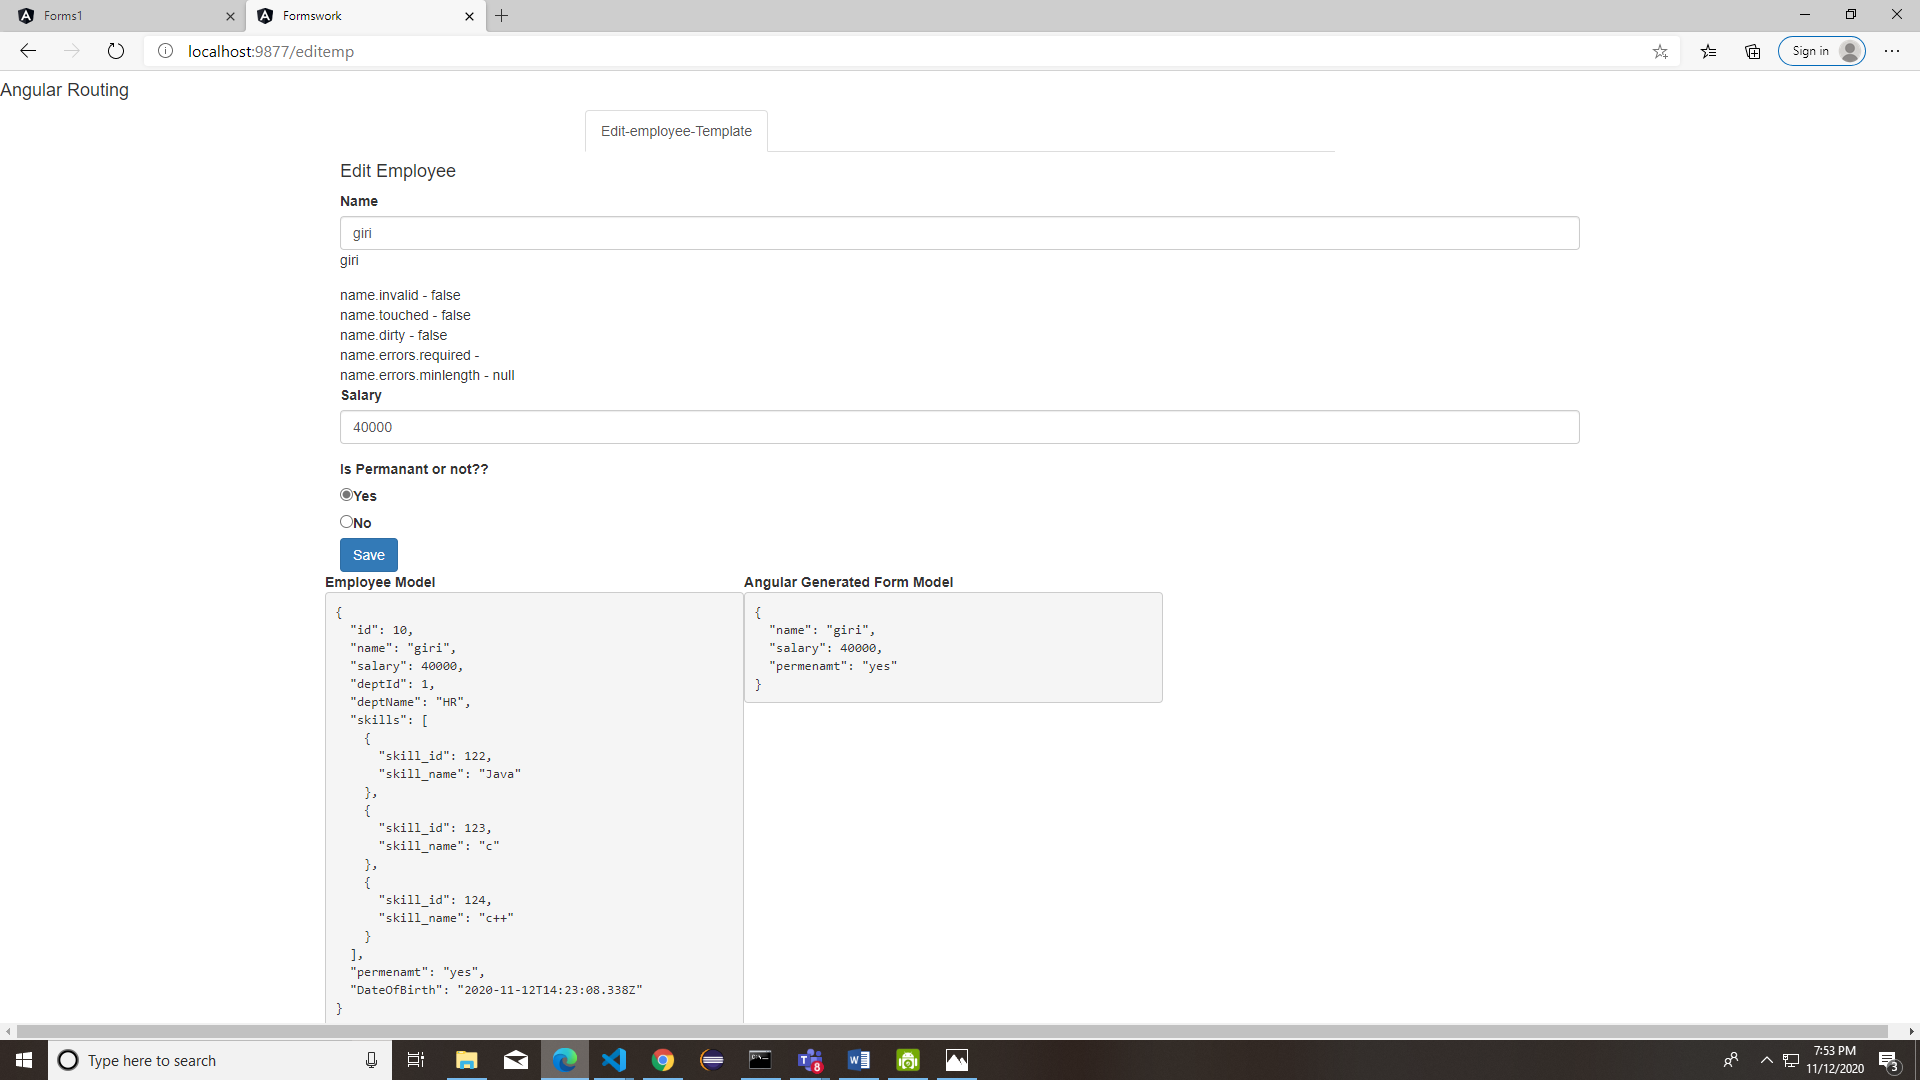 Forms1
Formswork
localhost:9877/editemp
Sign in
Angular Routing
Edit-employee-Template
Edit Employee
Name
giri
giri
name.invalid - false
name.touched - false
name.dirty - false
name.errors.required -
name.errors.minlength - null
Salary
40000
Is Permanant or not??
Yes
No
Save
Employee Model
{
"id": 10,
"name": "giri",
"salary": 40000,
"deptId": 1,
"deptName": "HR",
"skills": [
{
"skill_id": 122,
"skill_name": "Java"
},
{
"skill_id": 123,
"skill_name": "c"
},
{
"skill_id": 124,
"skill_name": "c++"
}
],
"permenamt": "yes",
"DateOfBirth": "2020-11-12T14:23:08.338Z"
}
Angular Generated Form Model
{
"name": "giri",
"salary": 40000,
"permenamt": "yes"
}
Type here to search
8
7:53 PM
11/12/2020
3